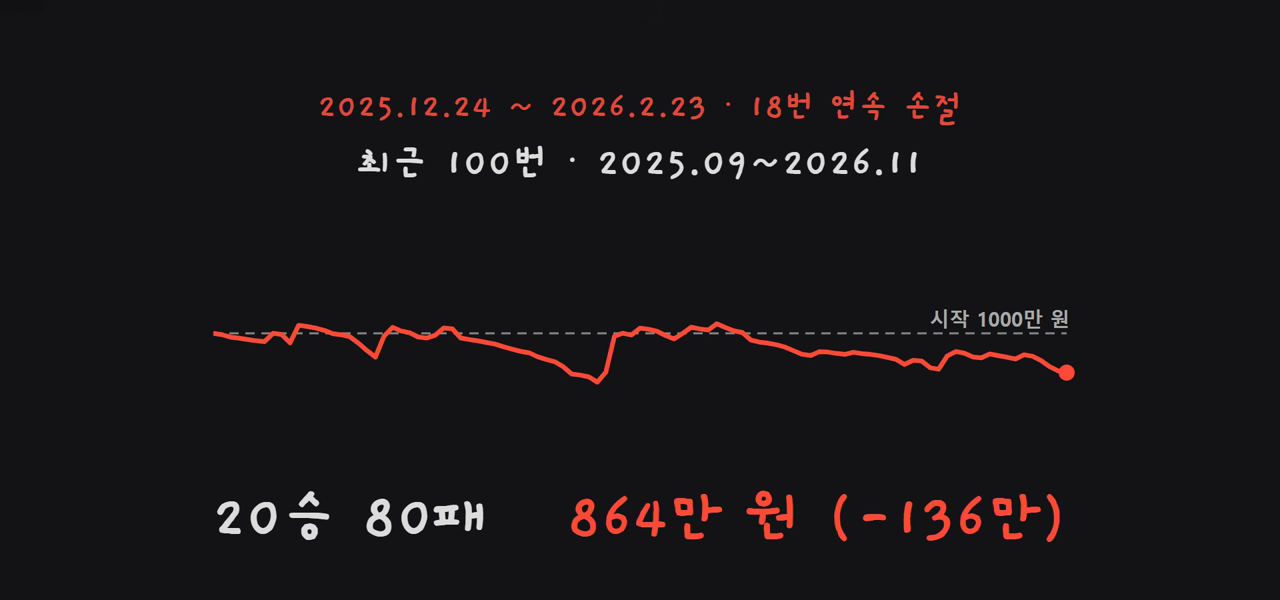 2025.12.24 ~ 2026.2.23 · 18번 연속 손절
최근 100번 · 2025.09~2026.11
시작 1000만 원
20승 80패 864만 원 (-136만)